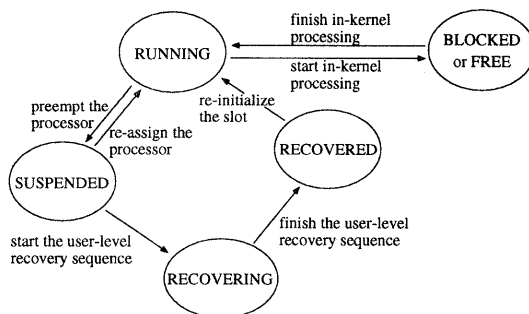 finish in-kernel
processing
RUNNING
BLOCKED
or FREE
start in-kernel
processing
preempt the
processor
re-initialize
the slot
re-assign the
processor
RECOVERED
SUSPENDED
finish the user-level
recovery sequence
start the user-level
recovery sequence
RECOVERING